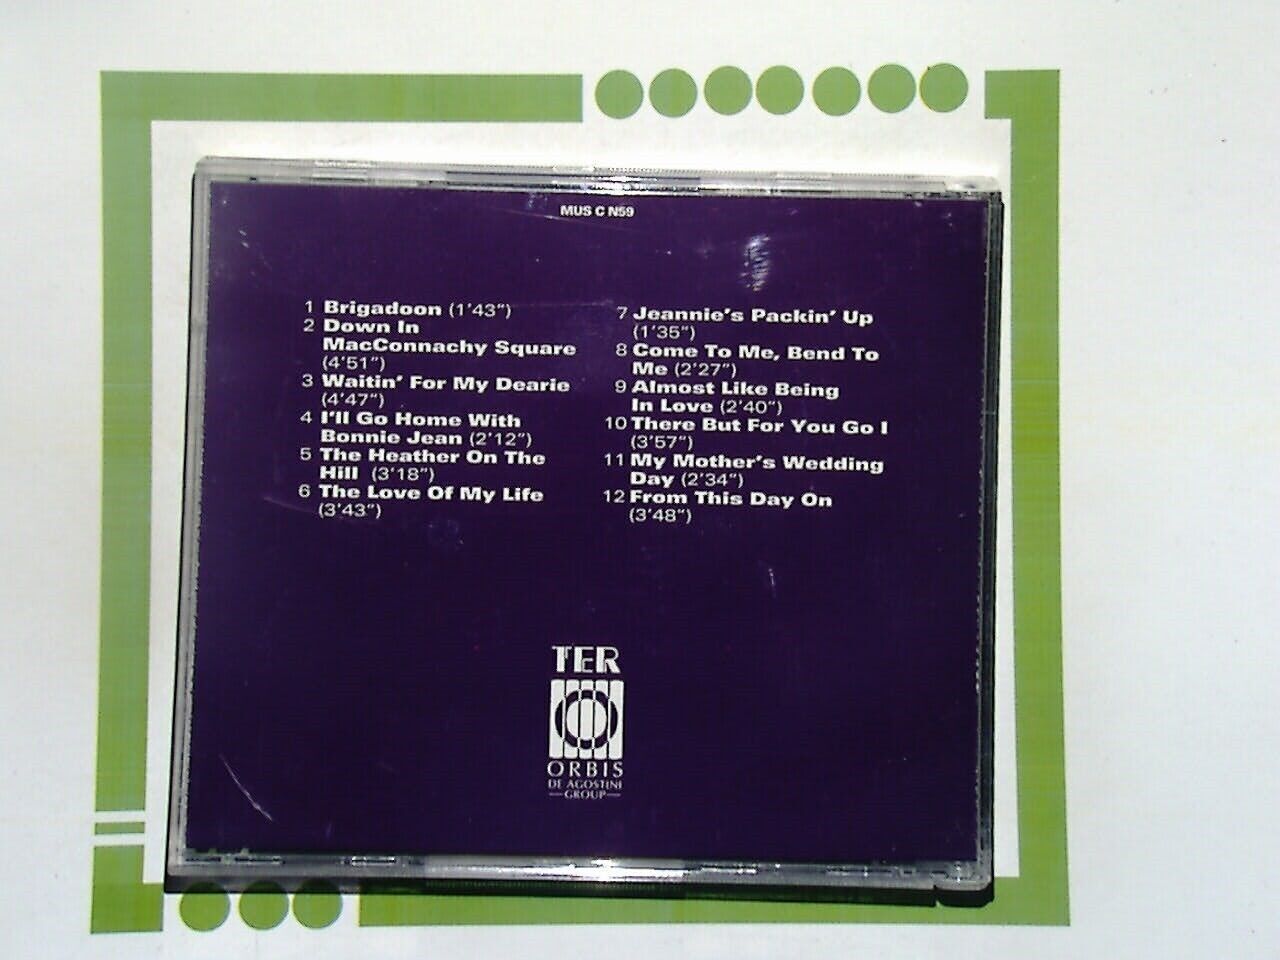 MUS C N59
1 Brigadoon (1'43")
2 Down In
MacConnachy Square
(4'51")
3 Waitin' For My Dearie
(4'47")
4 I'll Go Home With
Bonnie Jean (2'12")
5 The Heather On The
Hill (3'18")
6 The Love Of My Life
(3'43")
7 Jeannie's Packin' Up
(1'35")
8 Come To Me, Bend To
Me (2'27")
9 Almost Like Being
In Love (2'40")
10 There But For You Go I
(3'57")
11 My Mother's Wedding
Day (2'34")
12 From This Day On
(3'48")
TER
ORBIS
DE AGOSTINI
—GROUP—